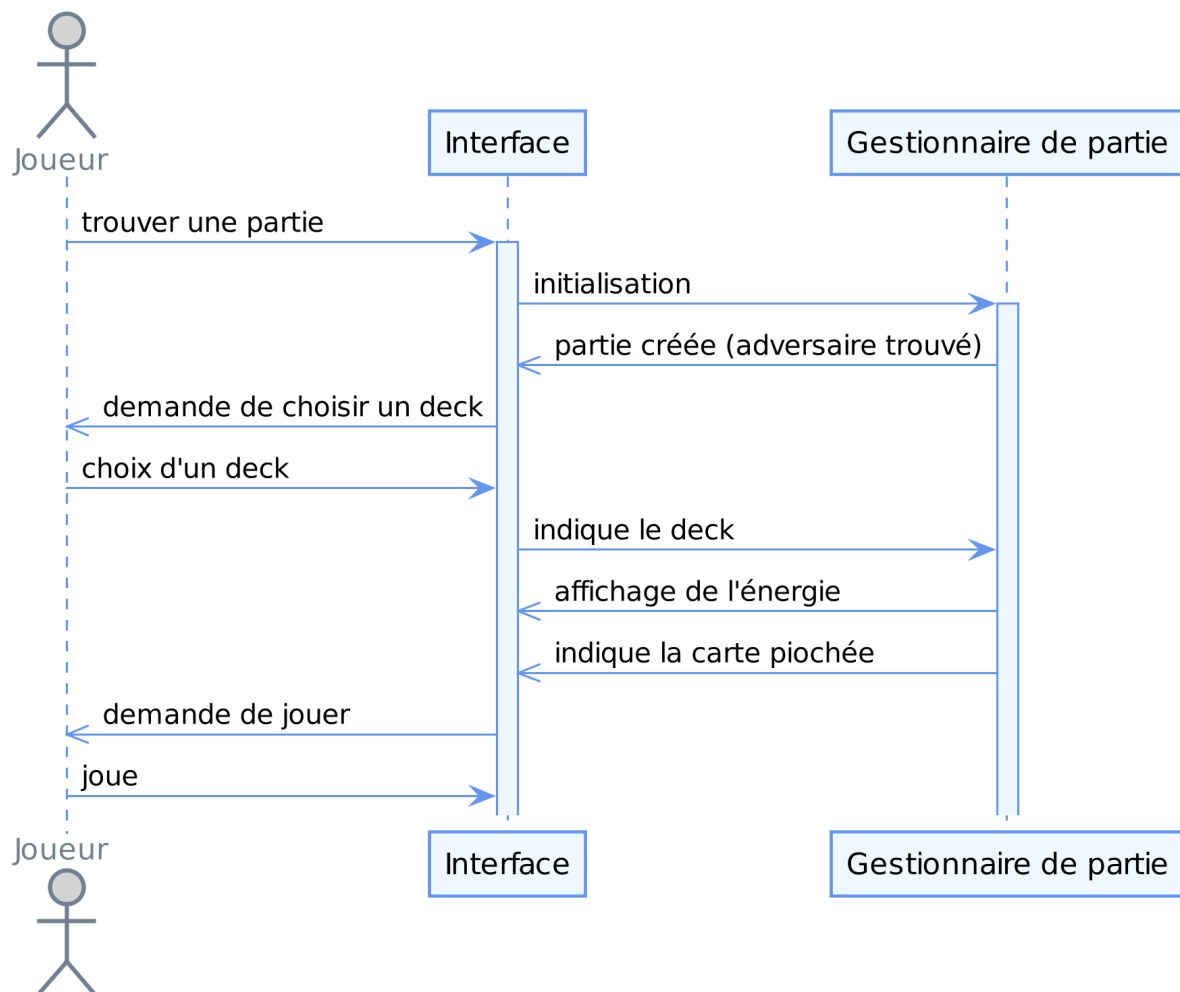 Joueur
Interface
Gestionnaire de partie
trouver une partie
initialisation
partie créée (adversaire trouvé)
demande de choisir un deck
choix d'un deck
indique le deck
affichage de l'énergie
indique la carte piochée
demande de jouer
joue
Joueur
Interface
Gestionnaire de partie